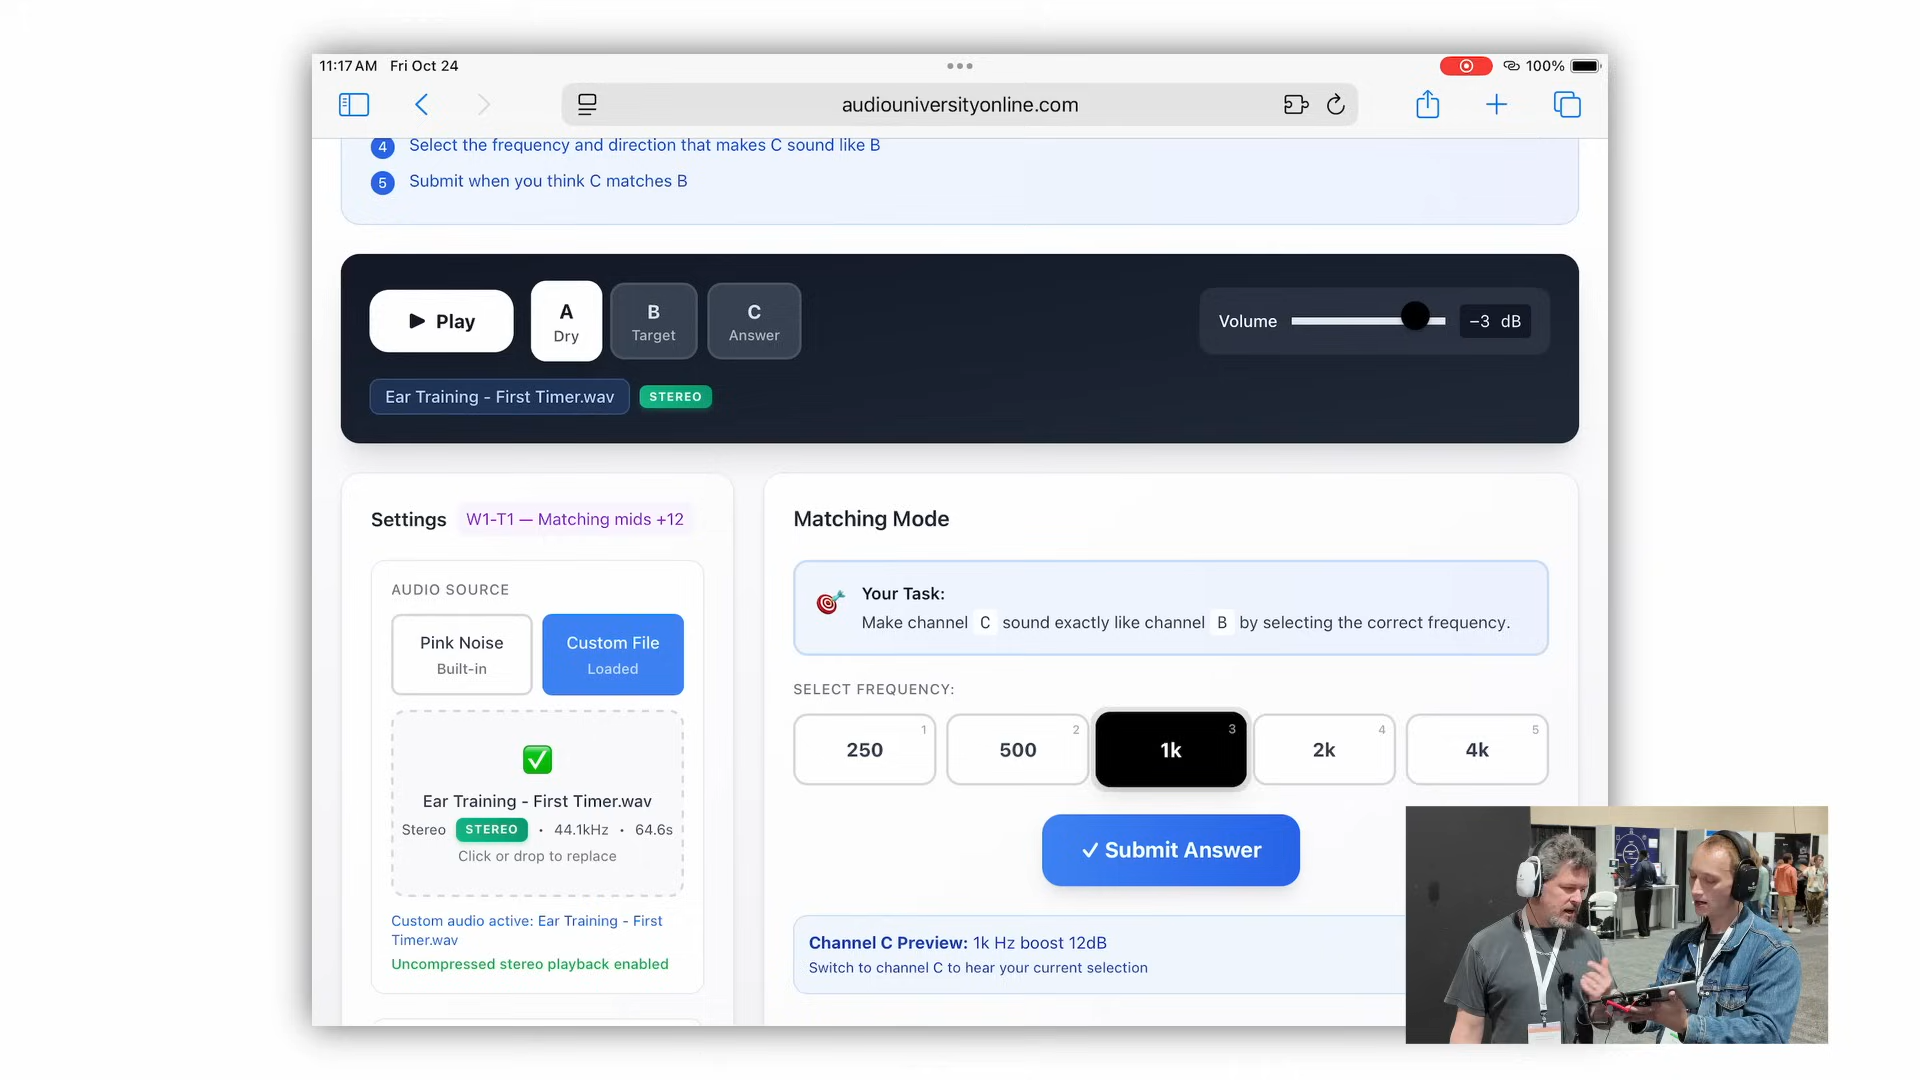 11:17 AM Fri Oct 24
100%
audiouniversityonline.com
4 Select the frequency and direction that makes C sound like B
5 Submit when you think C matches B
Play
A
Dry
B
Target
C
Answer
Volume
−3 dB
Ear Training - First Timer.wav STEREO
Settings W1-T1 — Matching mids +12
AUDIO SOURCE
Pink Noise
Built-in
Custom File
Loaded
Ear Training - First Timer.wav
Stereo STEREO • 44.1kHz • 64.6s
Click or drop to replace
Custom audio active: Ear Training - First
Timer.wav
Uncompressed stereo playback enabled
Matching Mode
Your Task:
Make channel C sound exactly like channel B by selecting the correct frequency.
SELECT FREQUENCY:
250 1
500 2
1k 3
2k 4
4k 5
✓ Submit Answer
Channel C Preview: 1k Hz boost 12dB
Switch to channel C to hear your current selection